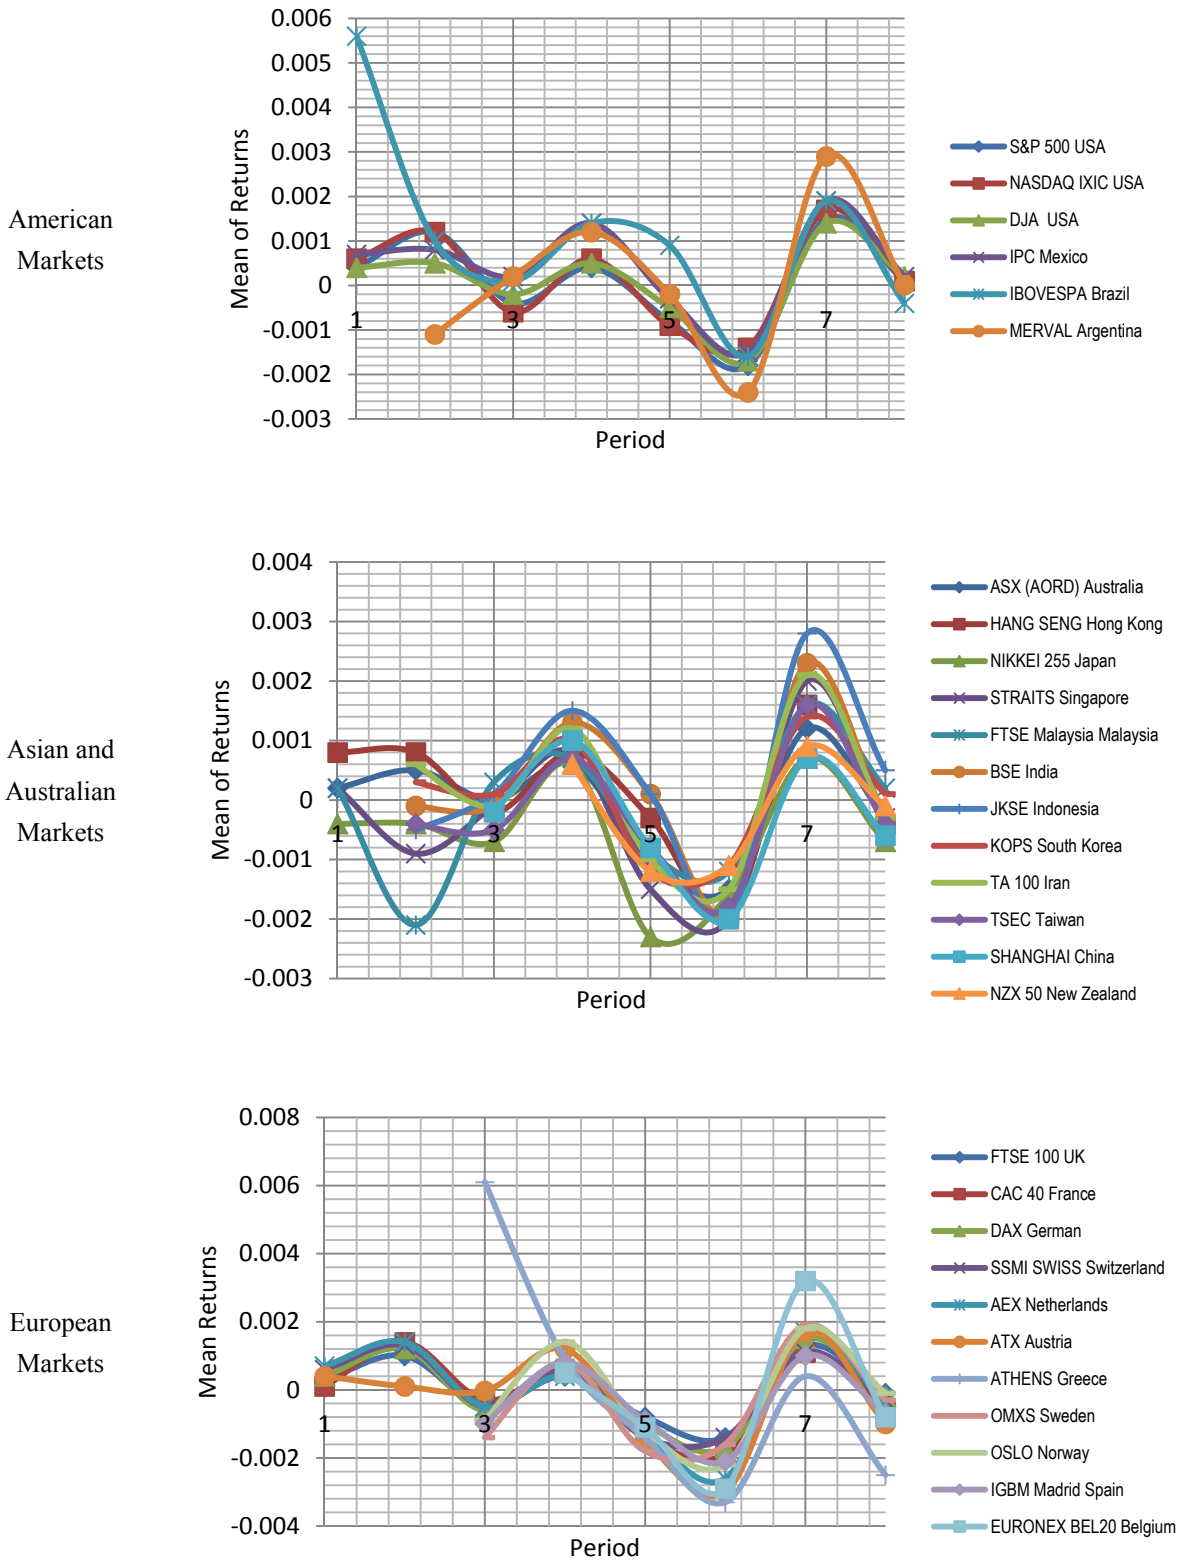 American
Markets
Mean of Returns
0.006
0.005
0.004
0.003
0.002
0.001
0
-0.001
-0.002
-0.003
1
3
5
7
Period
S&P 500 USA
NASDAQ IXIC USA
DJA USA
IPC Mexico
IBOVESPA Brazil
MERVAL Argentina
Asian and
Australian
Markets
Mean of Returns
0.004
0.003
0.002
0.001
0
-0.001
-0.002
-0.003
1
3
5
7
Period
ASX (AORD) Australia
HANG SENG Hong Kong
NIKKEI 255 Japan
STRAITS Singapore
FTSE Malaysia Malaysia
BSE India
JKSE Indonesia
KOPS South Korea
TA 100 Iran
TSEC Taiwan
SHANGHAI China
NZX 50 New Zealand
European
Markets
Mean Returns
0.008
0.006
0.004
0.002
0
-0.002
-0.004
1
3
5
7
Period
FTSE 100 UK
CAC 40 France
DAX German
SSMI SWISS Switzerland
AEX Netherlands
ATX Austria
ATHENS Greece
OMXS Sweden
OSLO Norway
IGBM Madrid Spain
EURONEX BEL20 Belgium